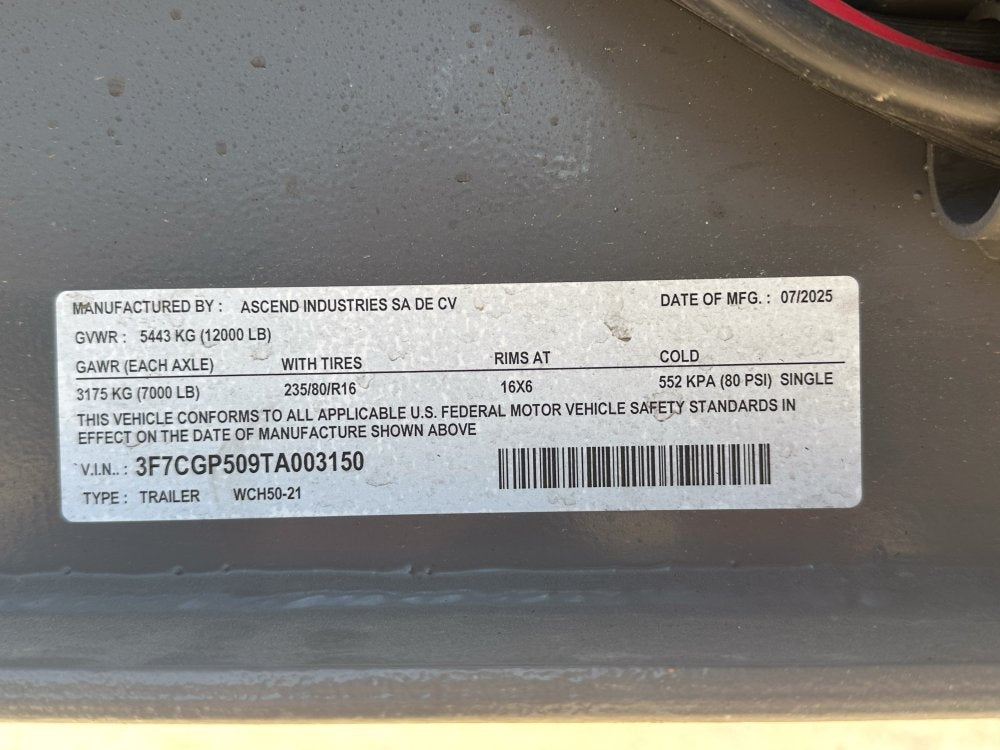 MANUFACTURED BY : ASCEND INDUSTRIES SA DE CV DATE OF MFG. : 07/2025
GVWR : 5443 KG (12000 LB)
GAWR (EACH AXLE) WITH TIRES RIMS AT COLD
3175 KG (7000 LB) 235/80/R16 16X6 552 KPA (80 PSI) SINGLE
THIS VEHICLE CONFORMS TO ALL APPLICABLE U.S. FEDERAL MOTOR VEHICLE SAFETY STANDARDS IN
EFFECT ON THE DATE OF MANUFACTURE SHOWN ABOVE
V.I.N.. : 3F7CGP509TA003150
TYPE : TRAILER WCH50-21